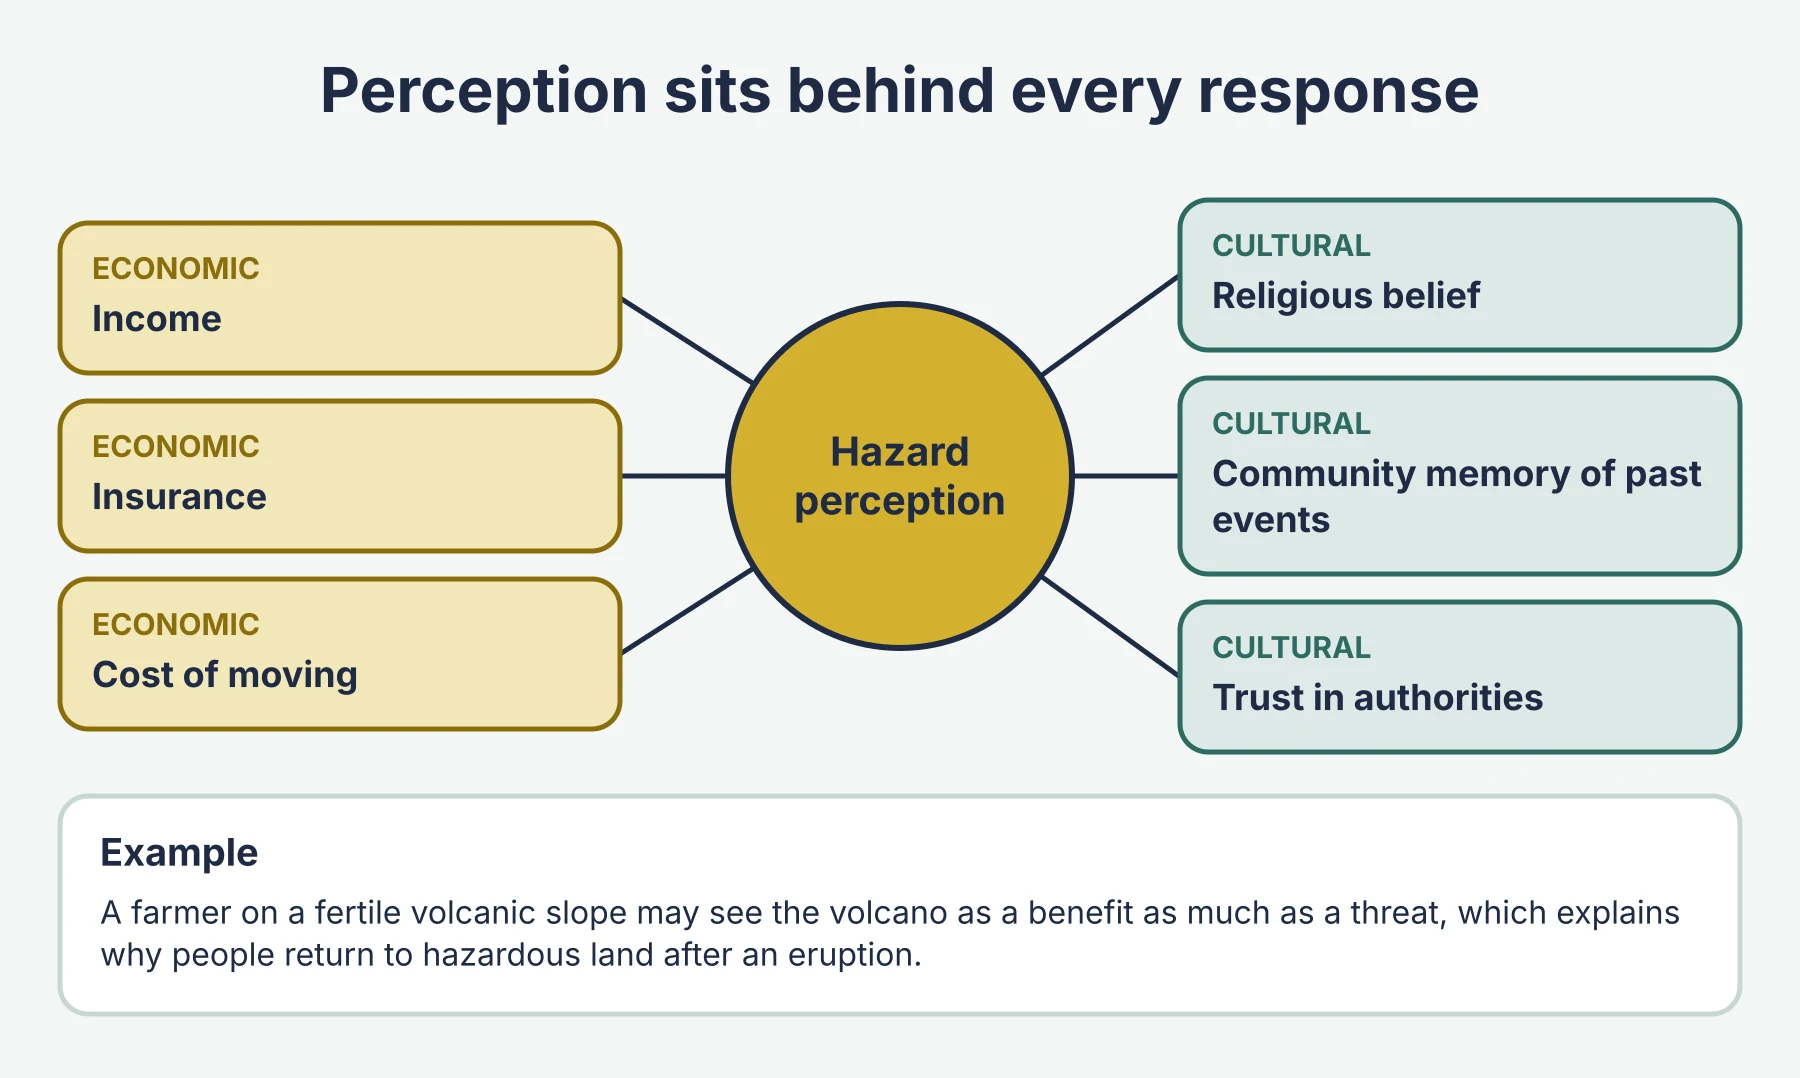 Perception sits behind every response
ECONOMIC
Income
ECONOMIC
Insurance
ECONOMIC
Cost of moving
Hazard
perception
CULTURAL
Religious belief
CULTURAL
Community memory of past
events
CULTURAL
Trust in authorities
Example
A farmer on a fertile volcanic slope may see the volcano as a benefit as much as a threat, which explains
why people return to hazardous land after an eruption.